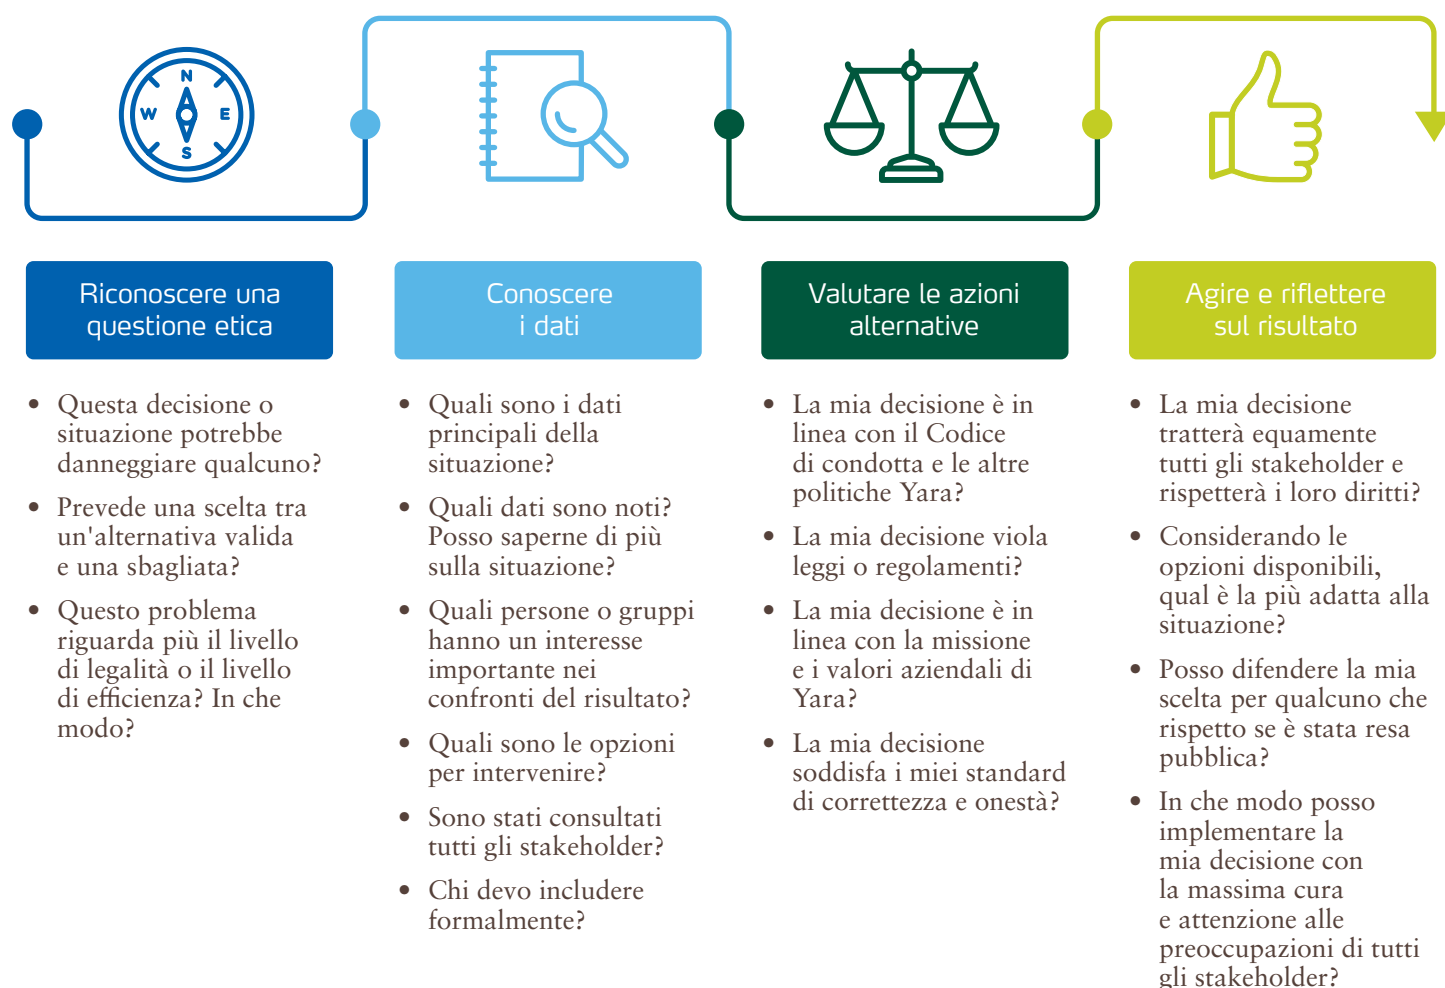 N
W
E
S
Riconoscere una
questione etica
• Questa decisione o
situazione potrebbe
danneggiare qualcuno?
• Prevede una scelta tra
un'alternativa valida
e una sbagliata?
• Questo problema
riguarda più il livello
di legalità o il livello
di efficienza? In che
modo?
Conoscere
i dati
• Quali sono i dati
principali della
situazione?
• Quali dati sono noti?
Posso saperne di più
sulla situazione?
• Quali persone o gruppi
hanno un interesse
importante nei
confronti del risultato?
• Quali sono le opzioni
per intervenire?
• Sono stati consultati
tutti gli stakeholder?
• Chi devo includere
formalmente?
Valutare le azioni
alternative
• La mia decisione è in
linea con il Codice
di condotta e le altre
politiche Yara?
• La mia decisione viola
leggi o regolamenti?
• La mia decisione è in
linea con la missione
e i valori aziendali di
Yara?
• La mia decisione
soddisfa i miei standard
di correttezza e onestà?
Agire e riflettere
sul risultato
• La mia decisione
tratterà equamente
tutti gli stakeholder e
rispetterà i loro diritti?
• Considerando le
opzioni disponibili,
qual è la più adatta alla
situazione?
• Posso difendere la mia
scelta per qualcuno che
rispetto se è stata resa
pubblica?
• In che modo posso
implementare la
mia decisione con
la massima cura
e attenzione alle
preoccupazioni di tutti
gli stakeholder?